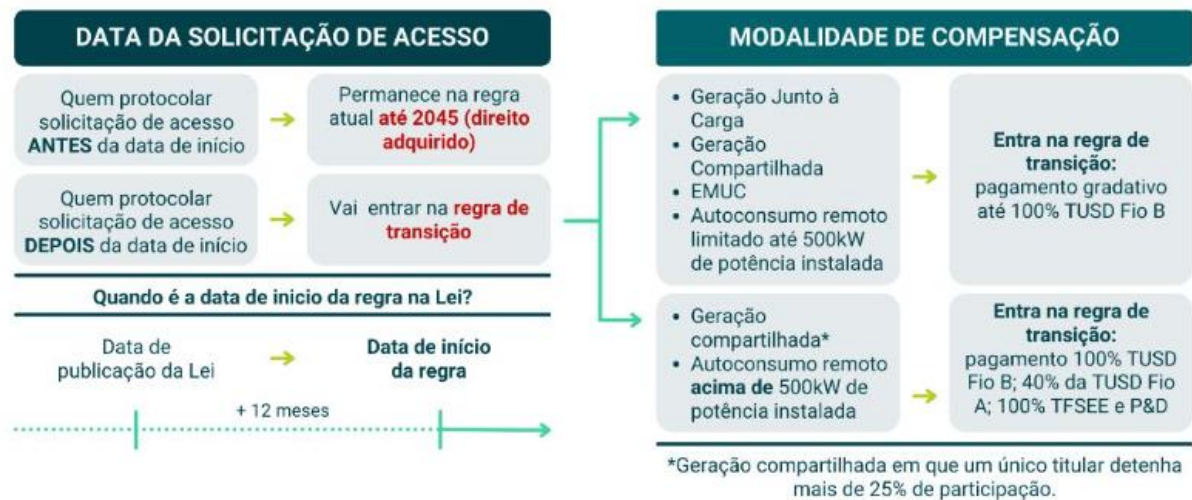 DATA DA SOLICITAÇÃO DE ACESSO
Quem protocolar
solicitação de acesso
ANTES da data de início
Permanece na regra
atual até 2045 (direito
adquirido)
Quem protocolar
solicitação de acesso
DEPOIS da data de início
Vai entrar na regra de
transição
Quando é a data de inicio da regra na Lei?
Data de
publicação da Lei
Data de início
da regra
+ 12 meses
MODALIDADE DE COMPENSAÇÃO
• Geração Junto à
Carga
• Geração
Compartilhada
• EMUC
• Autoconsumo remoto
limitado até 500kW
de potência instalada
Entra na regra de
transição:
pagamento gradativo
até 100% TUSD Fio B
• Geração
compartilhada*
• Autoconsumo remoto
acima de 500kW de
potência instalada
Entra na regra de
transição:
pagamento 100% TUSD
Fio B; 40% da TUSD Fio
A; 100% TFSEE e P&D
*Geração compartilhada em que um único titular detenha
mais de 25% de participação.